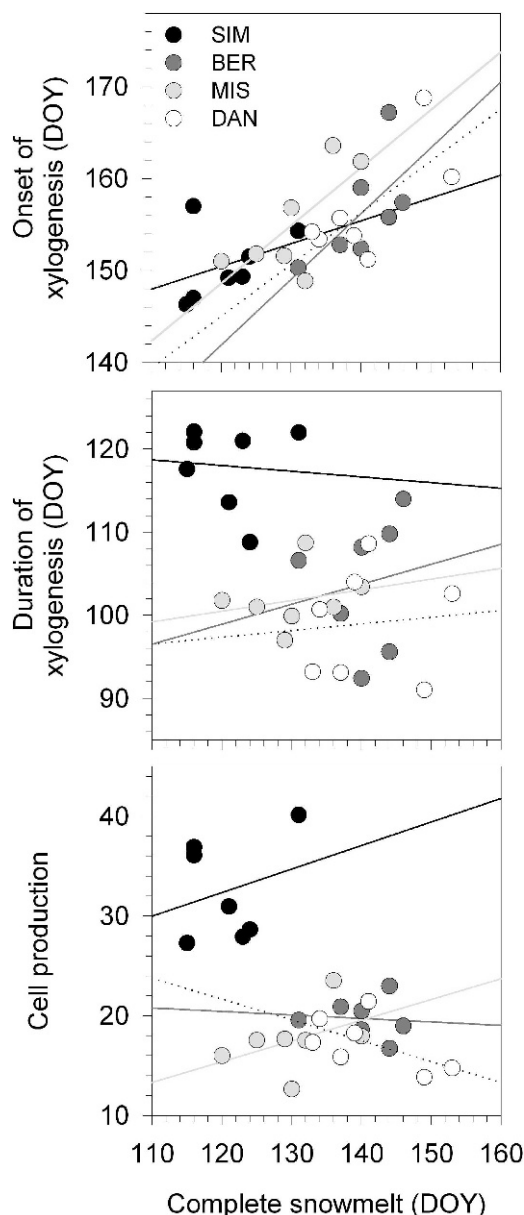 SIM
BER
MIS
DAN
170
160
150
140
Onset of
xylogenesis (DOY)
120
110
100
90
Duration of
xylogenesis (DOY)
40
30
20
10
Cell production
110 120 130 140 150 160
Complete snowmelt (DOY)